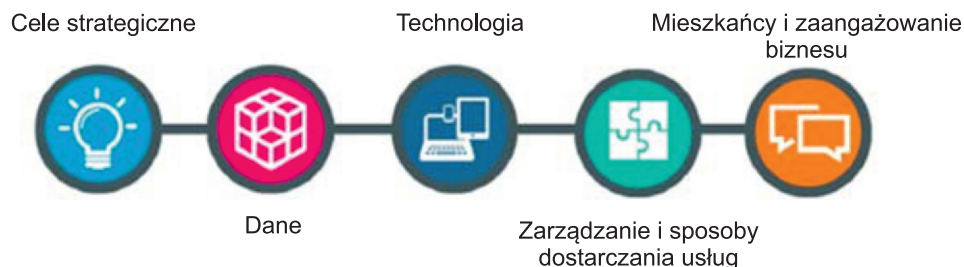 Cele strategiczne
Technologia
Mieszkańcy i zaangażowanie
biznesu
Dane
Zarządzanie i sposoby
dostarczania usług